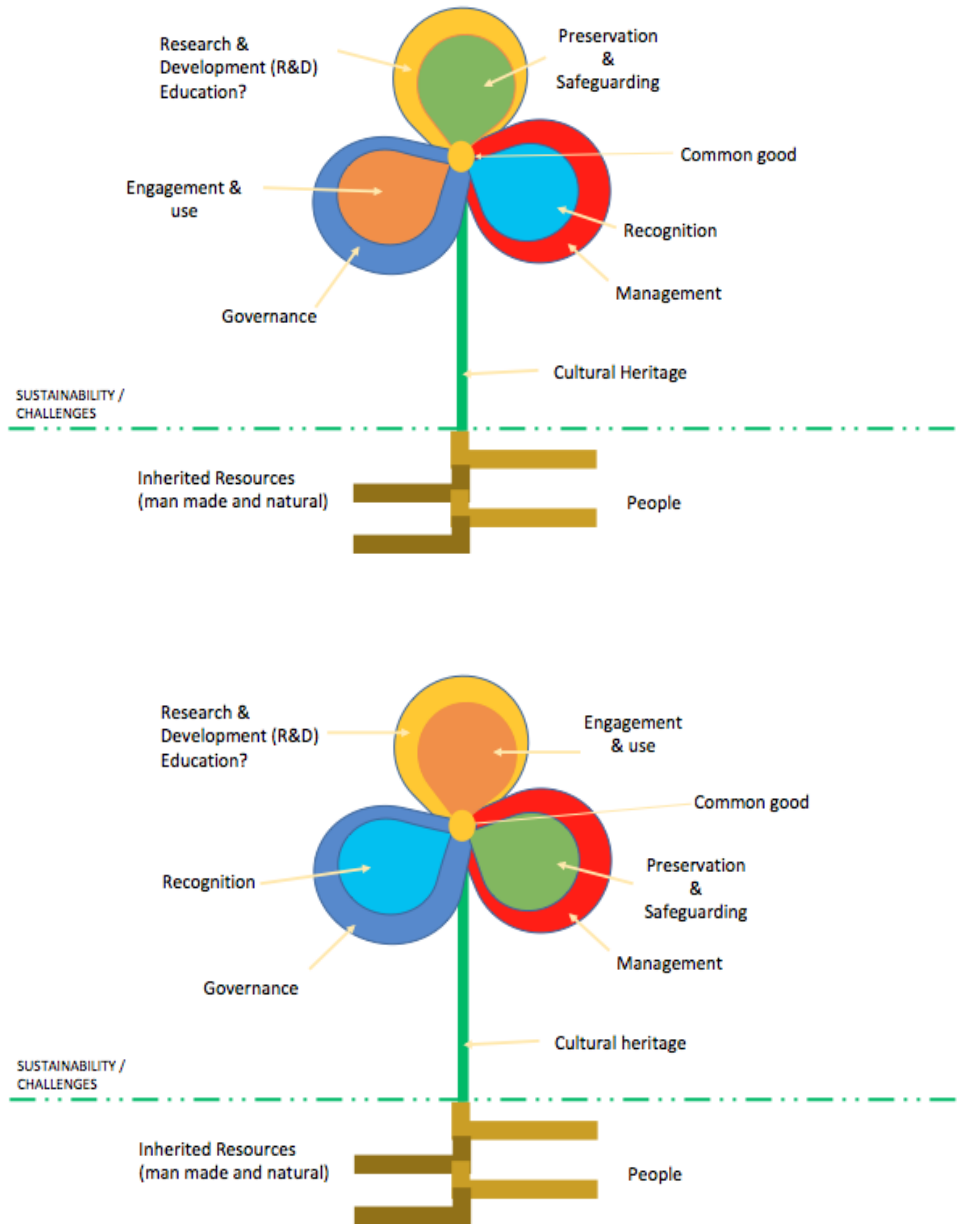 Research &
Development (R&D)
Education?
Preservation
&
Safeguarding
Common good
Engagement &
use
Recognition
Management
Governance
Cultural Heritage
SUSTAINABILITY /
CHALLENGES
Inherited Resources
(man made and natural)
People
Research &
Development (R&D)
Education?
Engagement
& use
Common good
Recognition
Preservation
&
Safeguarding
Management
Governance
Cultural heritage
SUSTAINABILITY /
CHALLENGES
Inherited Resources
(man made and natural)
People